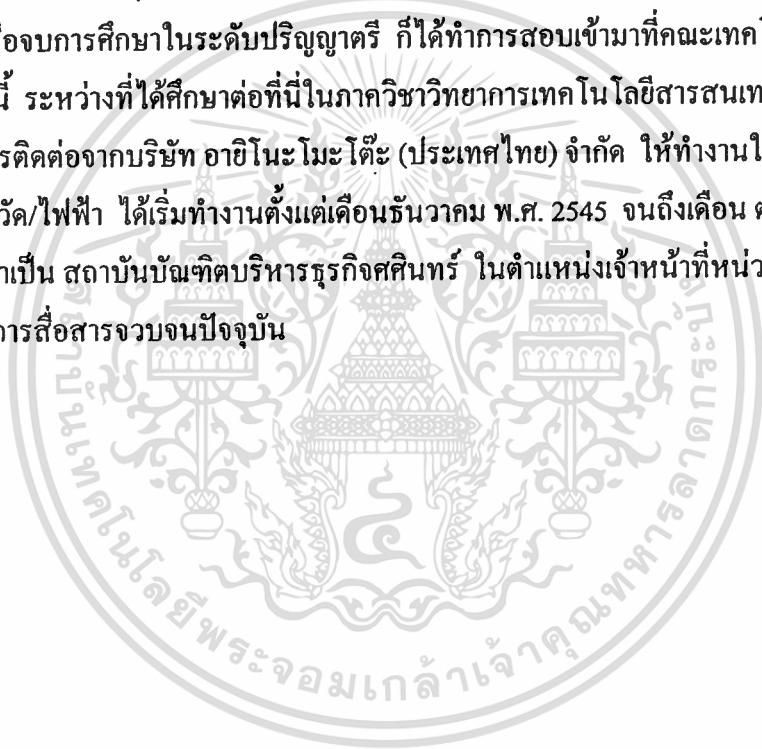 อจบการศึกษาในระดับปริญญาตรี ก็ได้ทำการสอบเข้ามาที่คณะเทคโ
นี้ ระหว่างที่ได้ศึกษาต่อที่นี่ในภาควิชาวิทยาการเทคโนโลยีสารสนเท
รติดต่อจากบริษัท อายิโนะโมะโต๊ะ (ประเทศไทย) จำกัด ให้ทำงานใ
วัด/ไฟฟ้า ได้เริ่มทำงานตั้งแต่เดือนธันวาคม พ.ศ. 2545 จนถึงเดือน
าเป็น สถาบันบัณฑิตบริหารธุรกิจศศินทร์ ในตำแหน่งเจ้าหน้าที่หน่ว
การสื่อสารจวบจนปัจจุบัน
สถาบันเทคโนโลยีพระจอมเกล้าเจ้าคุณทหารลาดกระบัง